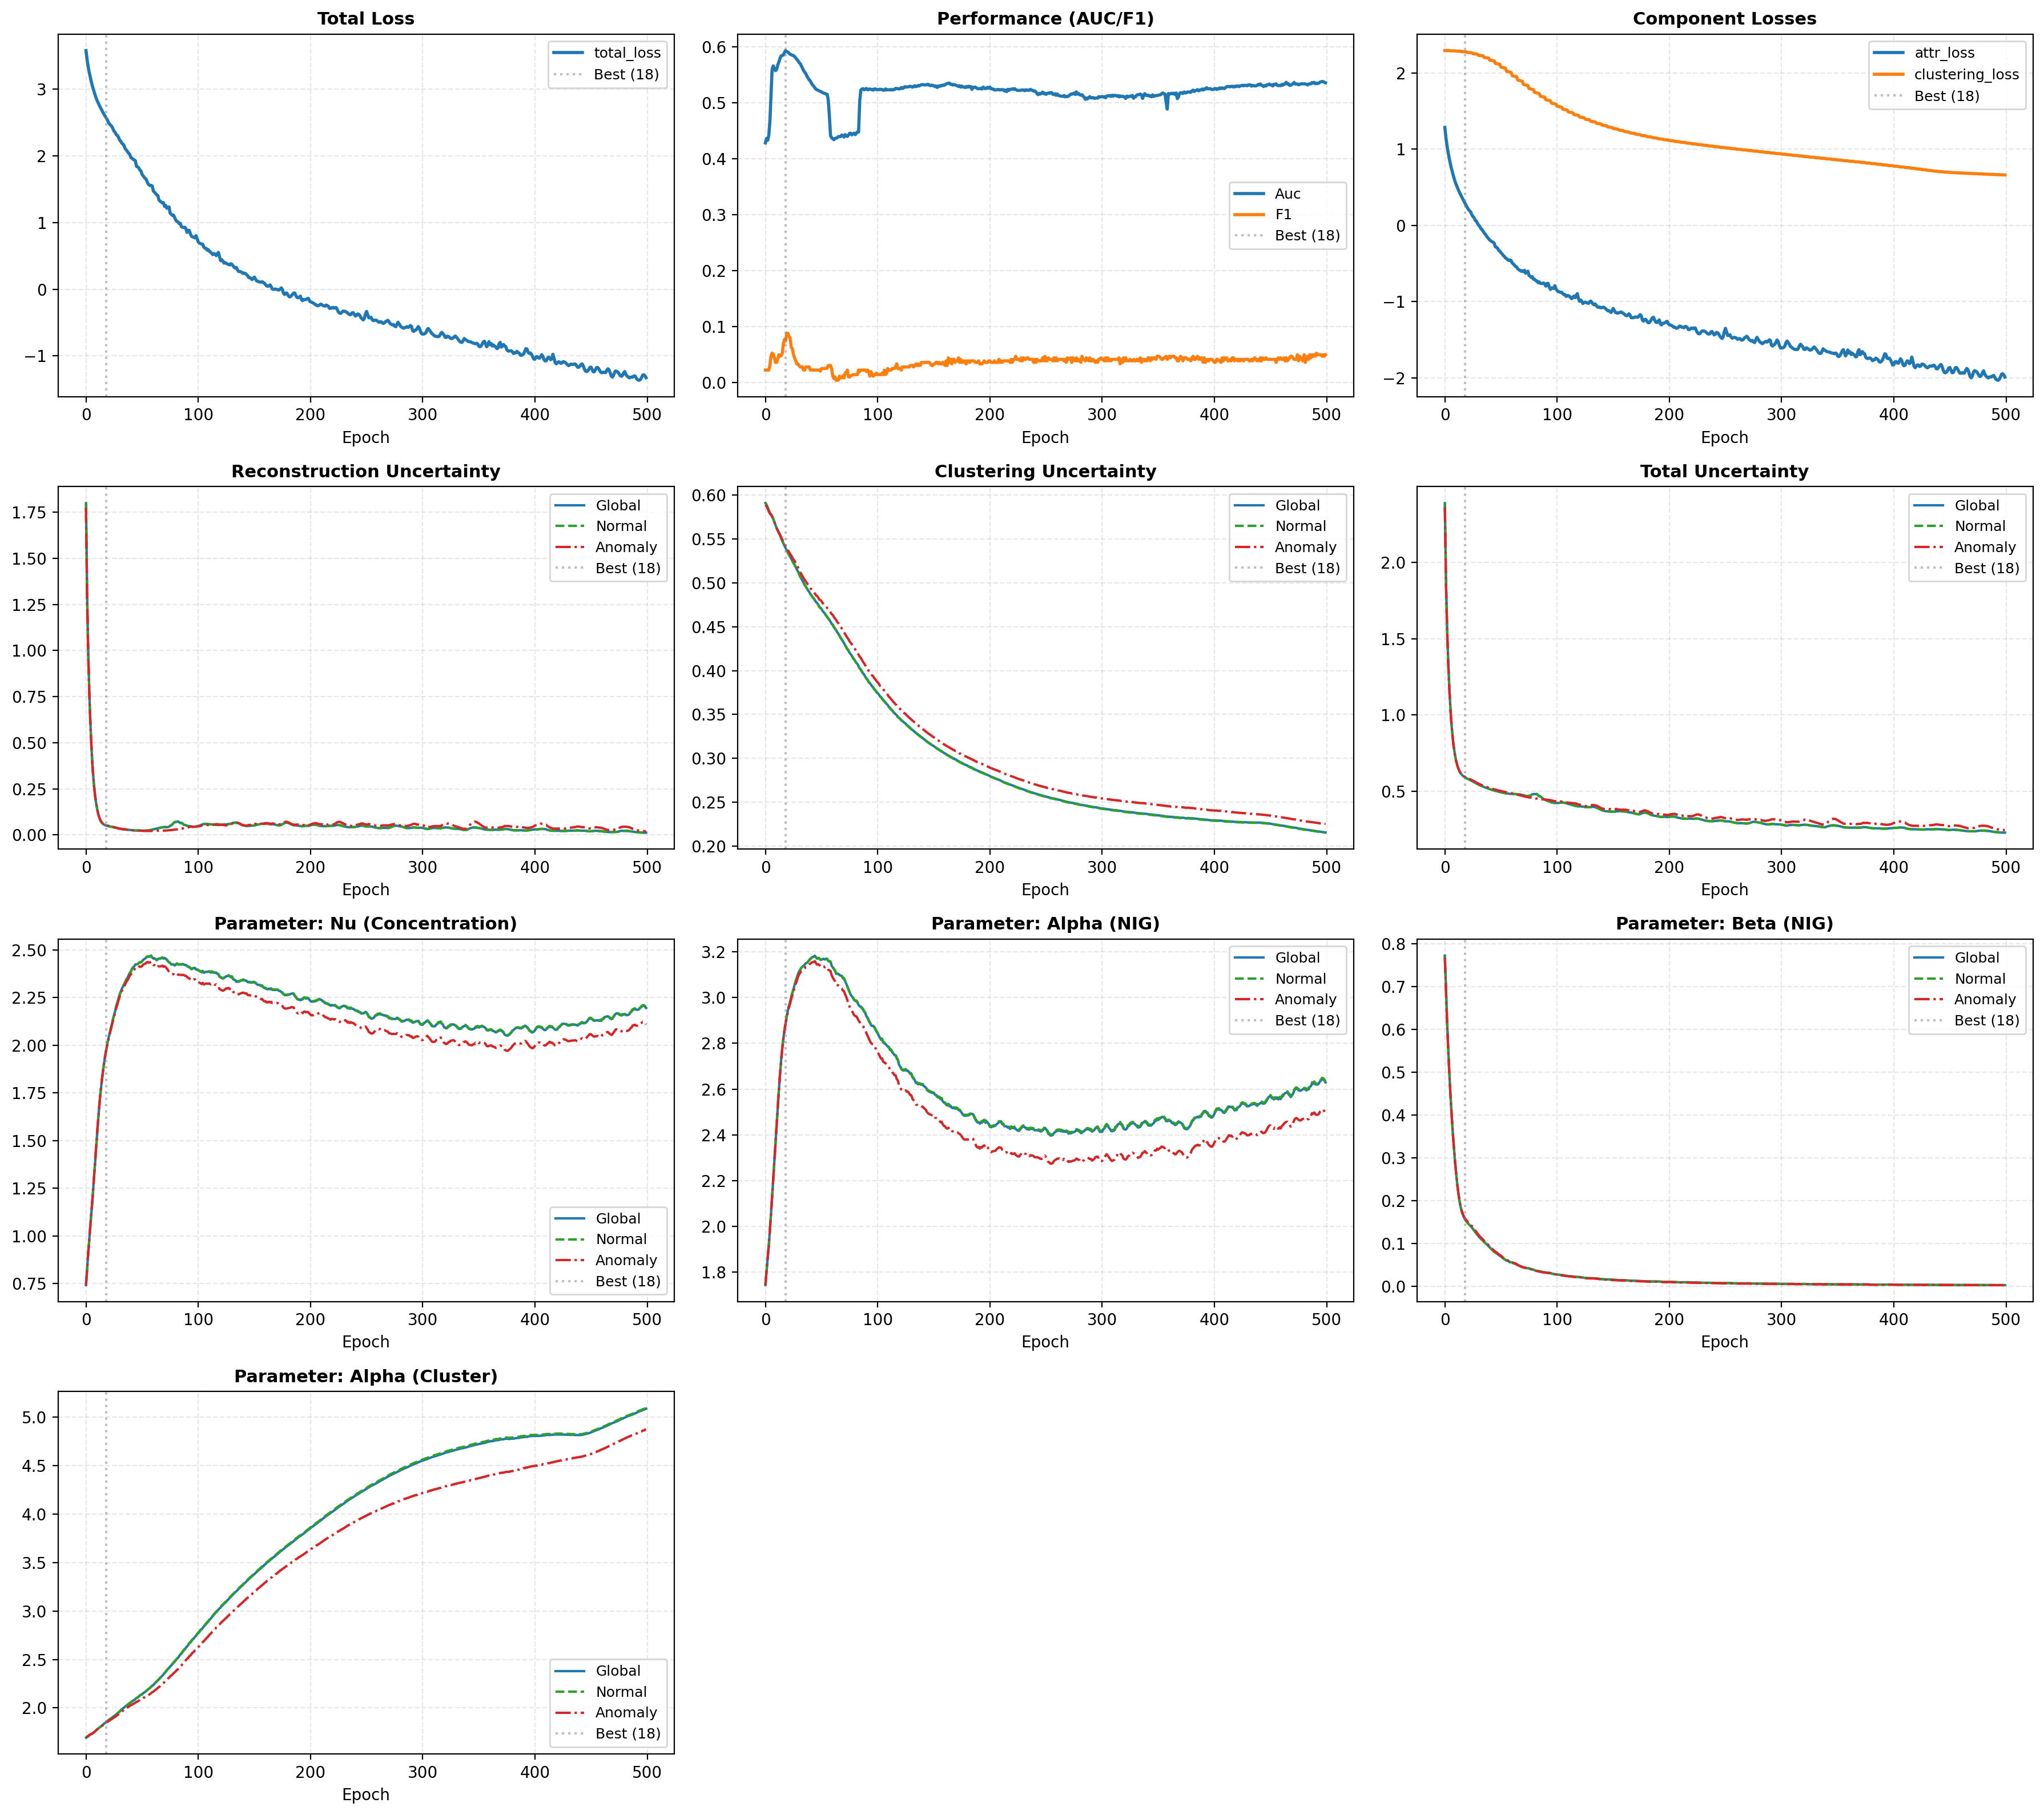 Total Loss
total_loss
Best (18)
3
2
1
0
−1
0 100 200 300 400 500
Epoch
Performance (AUC/F1)
0.6
0.5
0.4
0.3
0.2
0.1
0.0
Auc
F1
Best (18)
0 100 200 300 400 500
Epoch
Component Losses
attr_loss
clustering_loss
Best (18)
2
1
0
−1
−2
0 100 200 300 400 500
Epoch
Reconstruction Uncertainty
Global
Normal
Anomaly
Best (18)
1.75
1.50
1.25
1.00
0.75
0.50
0.25
0.00
0 100 200 300 400 500
Epoch
Clustering Uncertainty
Global
Normal
Anomaly
Best (18)
0.60
0.55
0.50
0.45
0.40
0.35
0.30
0.25
0.20
0 100 200 300 400 500
Epoch
Total Uncertainty
Global
Normal
Anomaly
Best (18)
2.0
1.5
1.0
0.5
0 100 200 300 400 500
Epoch
Parameter: Nu (Concentration)
2.50
2.25
2.00
1.75
1.50
1.25
1.00
0.75
Global
Normal
Anomaly
Best (18)
0 100 200 300 400 500
Epoch
Parameter: Alpha (NIG)
Global
Normal
Anomaly
Best (18)
3.2
3.0
2.8
2.6
2.4
2.2
2.0
1.8
0 100 200 300 400 500
Epoch
Parameter: Beta (NIG)
Global
Normal
Anomaly
Best (18)
0.8
0.7
0.6
0.5
0.4
0.3
0.2
0.1
0.0
0 100 200 300 400 500
Epoch
Parameter: Alpha (Cluster)
5.0
4.5
4.0
3.5
3.0
2.5
2.0
Global
Normal
Anomaly
Best (18)
0 100 200 300 400 500
Epoch